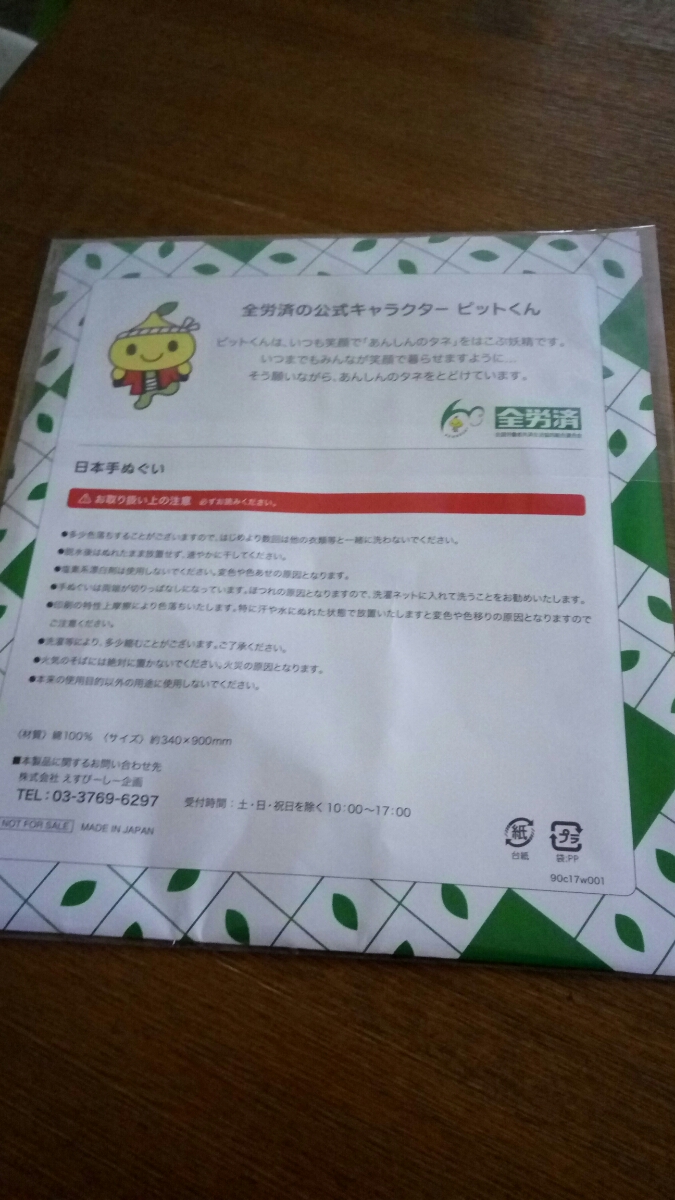 全労済の公式キャラクター ピットくん
ピットくんは、いつも笑顔で「あんしんのタネ」をはこぶ妖精です。
いつまでもみんなが笑顔で暮らせますように…
そう願いながら、あんしんのタネをとどけています。
全労済
日本手ぬぐい
お取り扱い上の注意 必ずお読みください。
●多少色落ちすることがございますので、はじめより数回は他の衣類等と一緒に洗わないでください。
●脱水後はぬれたまま放置せず、速やかに干してください。
●塩素系漂白剤は使用しないでください。変色や色あせの原因となります。
●手ぬぐいは両端が切りっぱなしになっています。ほつれの原因となりますので、洗濯ネットに入れて洗うことをお勧めいたします。
●印刷の特性上摩擦により色落ちいたします。特に汗や水にぬれた状態で放置いたしますと変色や色移りの原因となりますので
ご注意ください。
●洗濯等により、多少縮むことがございます。ご了承ください。
●火気のそばには絶対に置かないでください。火災の原因となります。
●本来の使用目的以外の用途に使用しないでください。
〈材質〉綿100% 〈サイズ〉約340×900mm
■本製品に関するお問い合わせ先
株式会社 えすぴーしー企画
TEL：03-3769-6297 受付時間：土・日・祝日を除く10:00〜17:00
NOT FOR SALE MADE IN JAPAN
紙 プラ
台紙 袋:PP
90c17w001